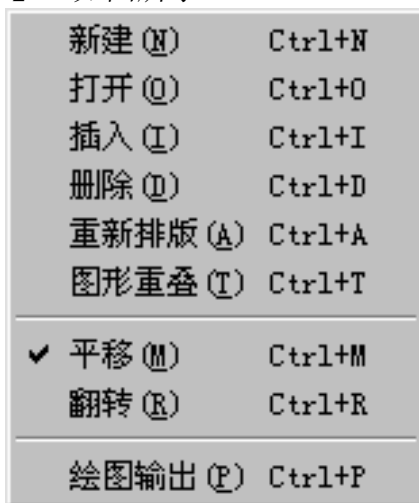 新建(N) Ctrl+N
打开(O) Ctrl+O
插入(I) Ctrl+I
删除(D) Ctrl+D
重新排版(A) Ctrl+A
图形重叠(T) Ctrl+T
平移(M) Ctrl+M
翻转(R) Ctrl+R
绘图输出(P) Ctrl+P